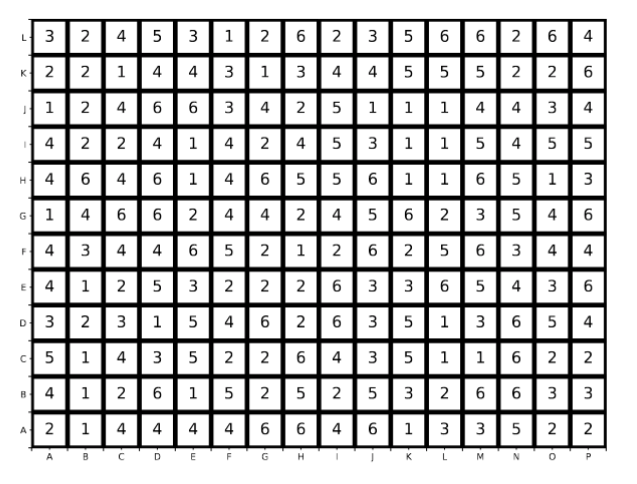 L 3 2 4 5 3 1 2 6 2 3 5 6 6 2 6 4
K 2 2 1 4 4 3 1 3 4 4 5 5 5 2 2 6
J 1 2 4 6 6 3 4 2 5 1 1 1 4 4 3 4
I 4 2 2 4 1 4 2 4 5 3 1 1 5 4 5 5
H 4 6 4 6 1 4 6 5 5 6 1 1 6 5 1 3
G 1 4 6 6 2 4 4 2 4 5 6 2 3 5 4 6
F 4 3 4 4 6 5 2 1 2 6 2 5 6 3 4 4
E 4 1 2 5 3 2 2 2 6 3 3 6 5 4 3 6
D 3 2 3 1 5 4 6 2 6 3 5 1 3 6 5 4
C 5 1 4 3 5 2 2 6 4 3 5 1 1 6 2 2
B 4 1 2 6 1 5 2 5 2 5 3 2 6 6 3 3
A 2 1 4 4 4 4 6 6 4 6 1 3 3 5 2 2
A B C D E F G H I J K L M N O P